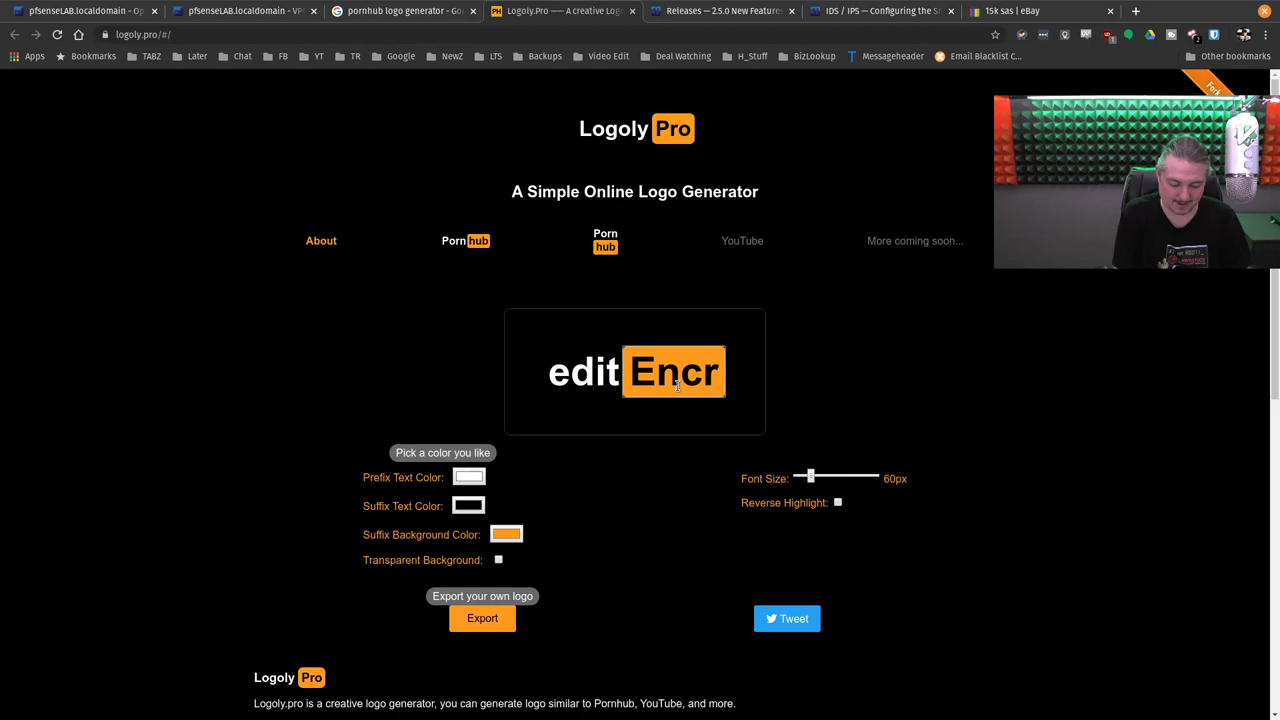 pfSenseLAB.localdomain - Op
pfSenseLAB.localdomain - VP
pornhub logo generator - Go
Logoly.Pro —— A creative Lo
Releases — 2.5.0 New Feature
IDS / IPS — Configuring the Sn
15k sas | eBay
logoly.pro/#/
Apps
Bookmarks
TABZ
Later
Chat
FB
YT
TR
Google
NewZ
LTS
Backups
Video Edit
Deal Watching
H_Stuff
BizLookup
Messageheader
Email Blacklist C...
Other bookmarks
Fork
Logoly Pro
A Simple Online Logo Generator
About
Porn hub
Porn
hub
YouTube
More coming soon...
edit Encr
Pick a color you like
Prefix Text Color:
Suffix Text Color:
Suffix Background Color:
Transparent Background:
Font Size: 60px
Reverse Highlight:
Export your own logo
Export
Tweet
Logoly Pro
Logoly.pro is a creative logo generator, you can generate logo similar to Pornhub, YouTube, and more.